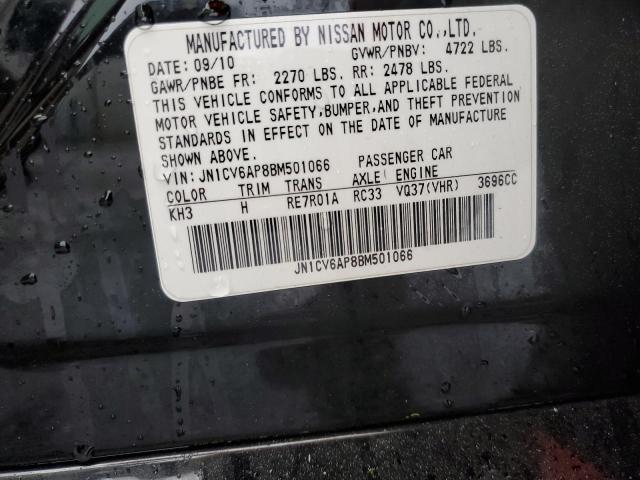 MANUFACTURED BY NISSAN MOTOR CO.,LTD.
DATE: 09/10 GVWR/PNBV: 4722 LBS.
GAWR/PNBE FR: 2270 LBS. RR: 2478 LBS.
THIS VEHICLE CONFORMS TO ALL APPLICABLE FEDERAL
MOTOR VEHICLE SAFETY,BUMPER,AND THEFT PREVENTION
STANDARDS IN EFFECT ON THE DATE OF MANUFACTURE
SHOWN ABOVE.
VIN: JN1CV6AP8BM501066 PASSENGER CAR
COLOR TRIM TRANS AXLE ENGINE
KH3 H RE7R01A RC33 VQ37(VHR) 3696CC
JN1CV6AP8BM501066